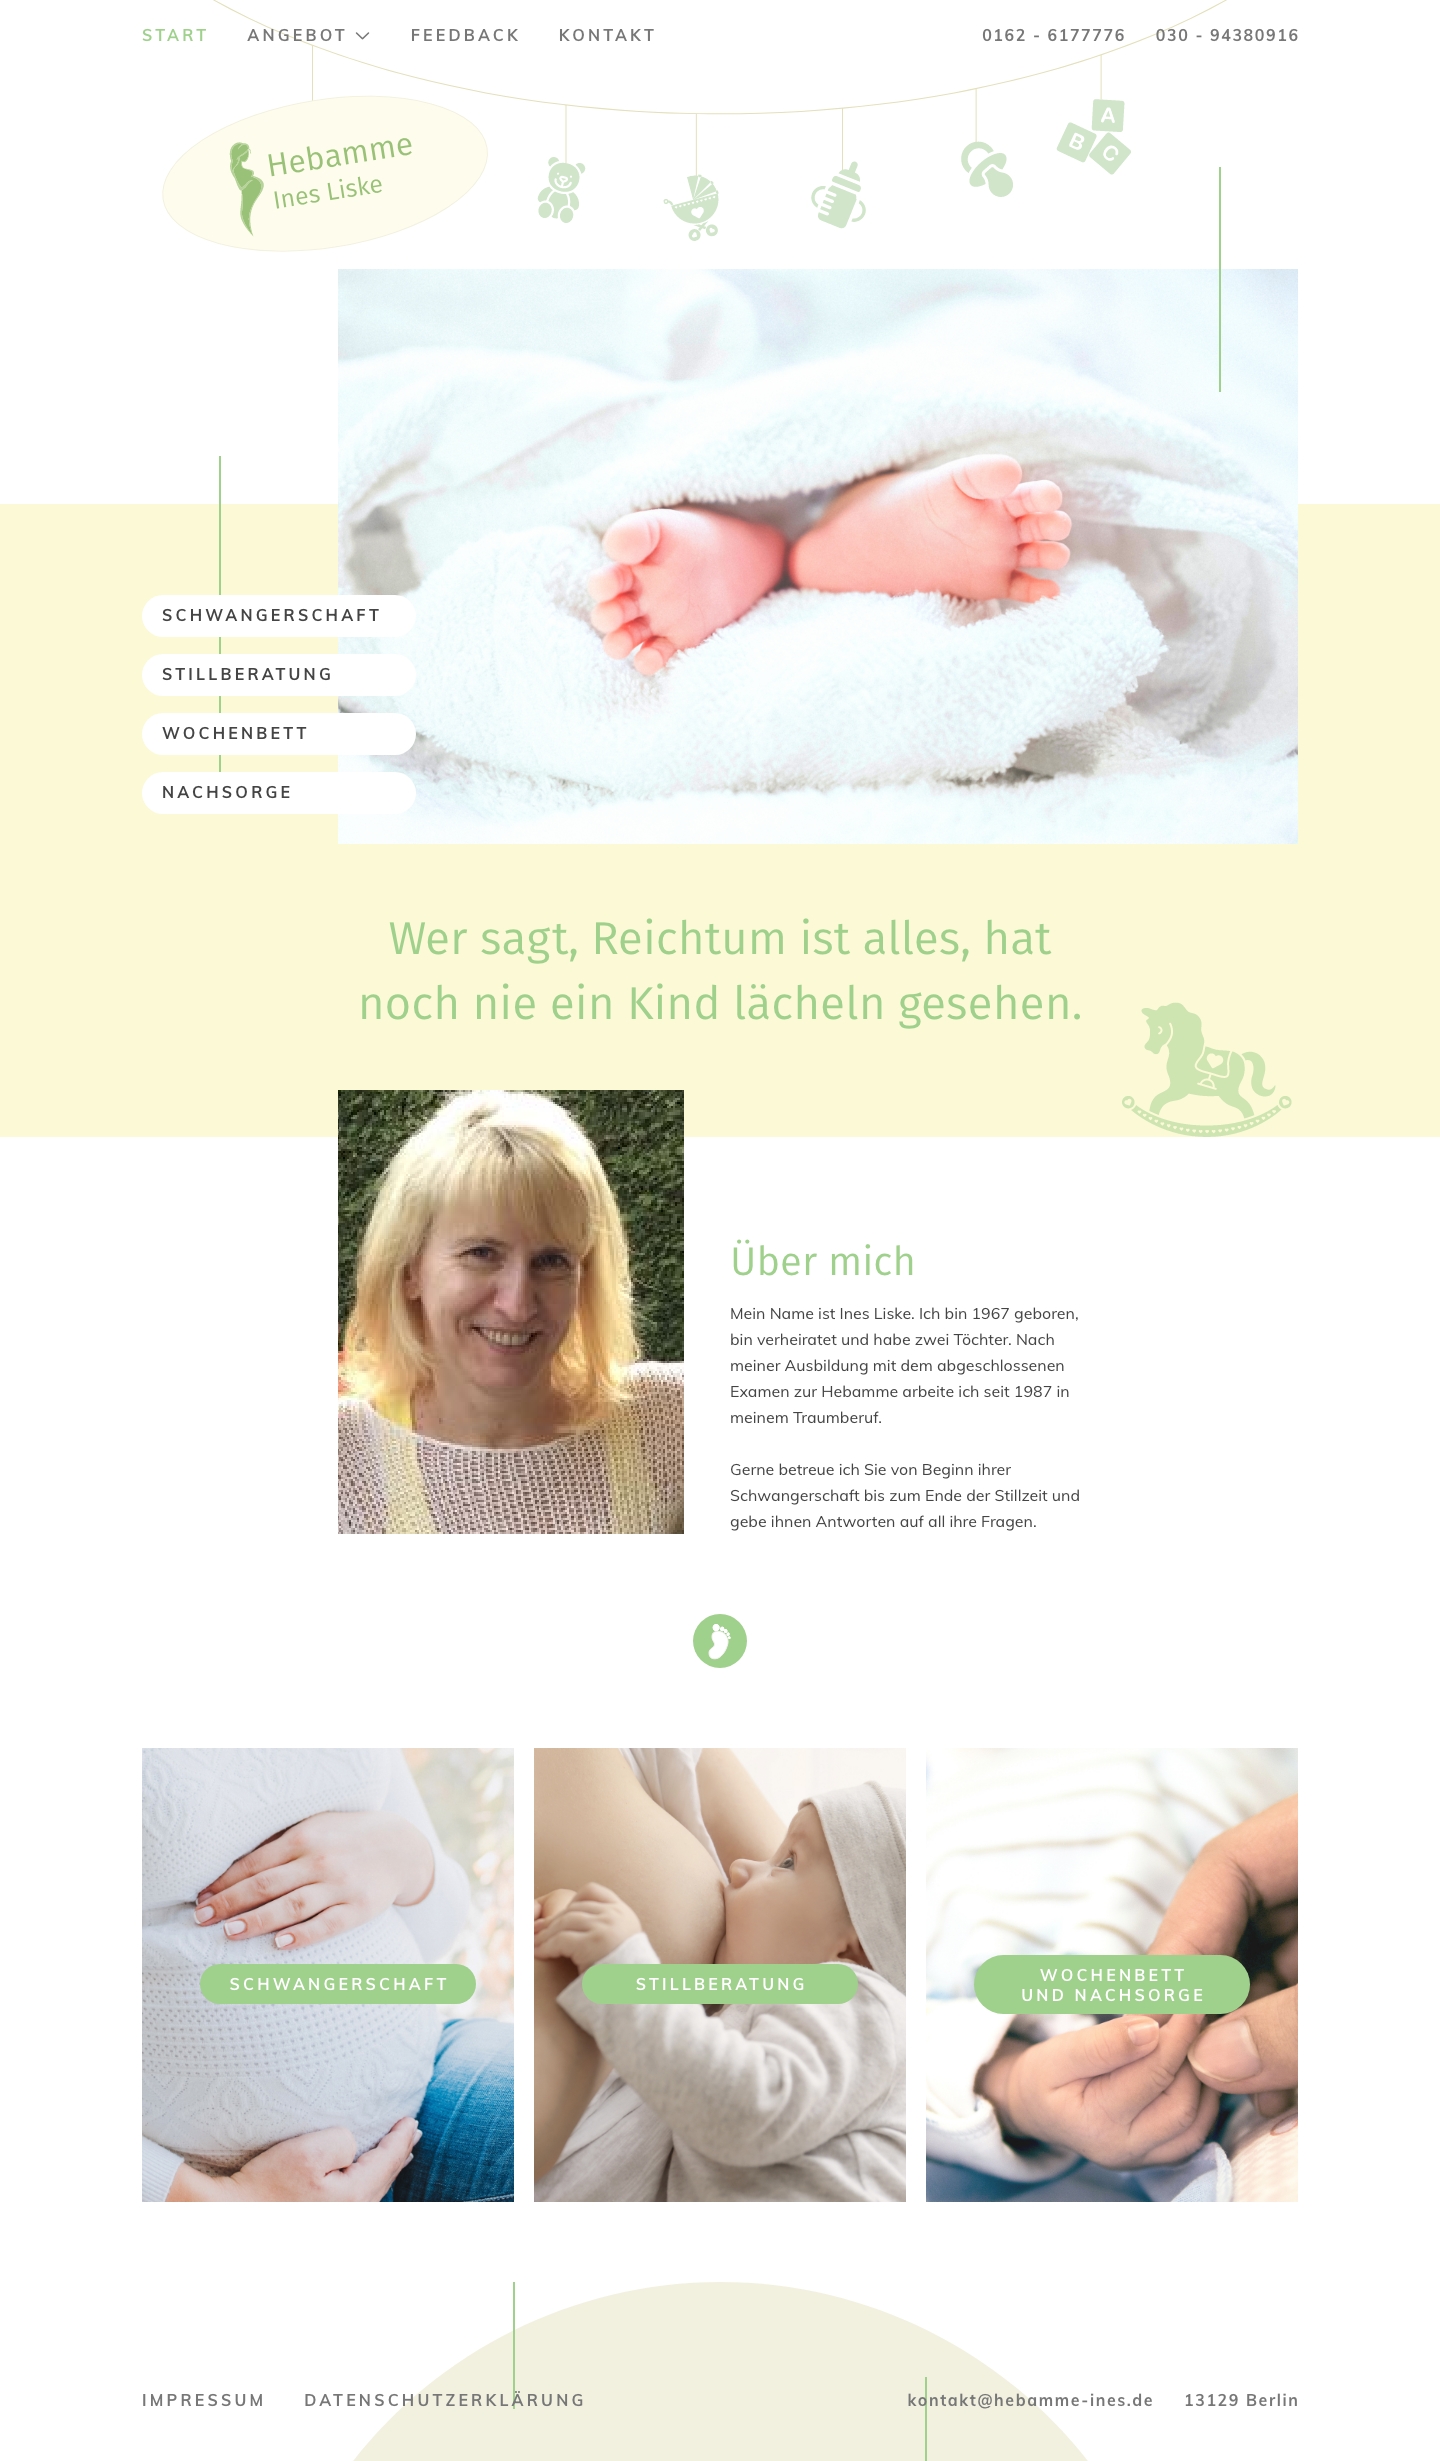 START ANGEBOT FEEDBACK KONTAKT 0162 - 6177776 030 - 94380916
Hebamme
Ines Liske
A
B
C
SCHWANGERSCHAFT
STILLBERATUNG
WOCHENBETT
NACHSORGE
Wer sagt, Reichtum ist alles, hat
noch nie ein Kind lächeln gesehen.
Über mich
Mein Name ist Ines Liske. Ich bin 1967 geboren,
bin verheiratet und habe zwei Töchter. Nach
meiner Ausbildung mit dem abgeschlossenen
Examen zur Hebamme arbeite ich seit 1987 in
meinem Traumberuf.
Gerne betreue ich Sie von Beginn ihrer
Schwangerschaft bis zum Ende der Stillzeit und
gebe ihnen Antworten auf all ihre Fragen.
SCHWANGERSCHAFT
STILLBERATUNG
WOCHENBETT
UND NACHSORGE
IMPRESSUM DATENSCHUTZERKLÄRUNG kontakt@hebamme-ines.de 13129 Berlin